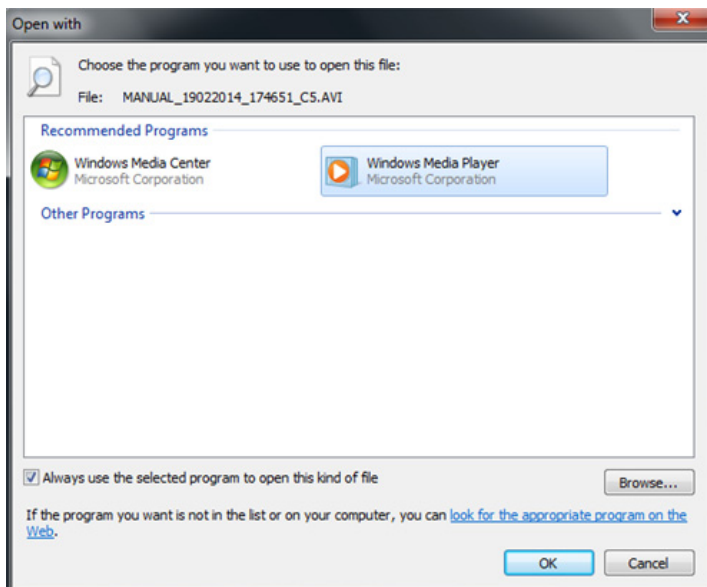 Open with
Choose the program you want to use to open this file:
File: MANUAL_19022014_174651_C5.AVI
Recommended Programs
Windows Media Center
Microsoft Corporation
Windows Media Player
Microsoft Corporation
Other Programs
Always use the selected program to open this kind of file
Browse...
If the program you want is not in the list or on your computer, you can look for the appropriate program on the
Web.
OK
Cancel